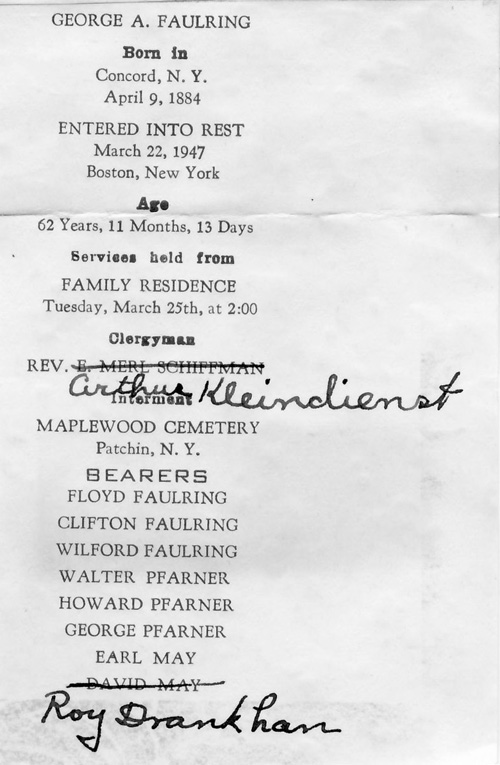 GEORGE A. FAULRING
Born in
Concord, N. Y.
April 9, 1884
ENTERED INTO REST
March 22, 1947
Boston, New York
Age
62 Years, 11 Months, 13 Days
Services held from
FAMILY RESIDENCE
Tuesday, March 25th, at 2:00
Clergyman
REV. E. MERL SCHIFFMAN
Arthur Kleindienst
Interment
MAPLEWOOD CEMETERY
Patchin, N. Y.
BEARERS
FLOYD FAULRING
CLIFTON FAULRING
WILFORD FAULRING
WALTER PFARNER
HOWARD PFARNER
GEORGE PFARNER
EARL MAY
DAVID MAY
Roy Drankhan